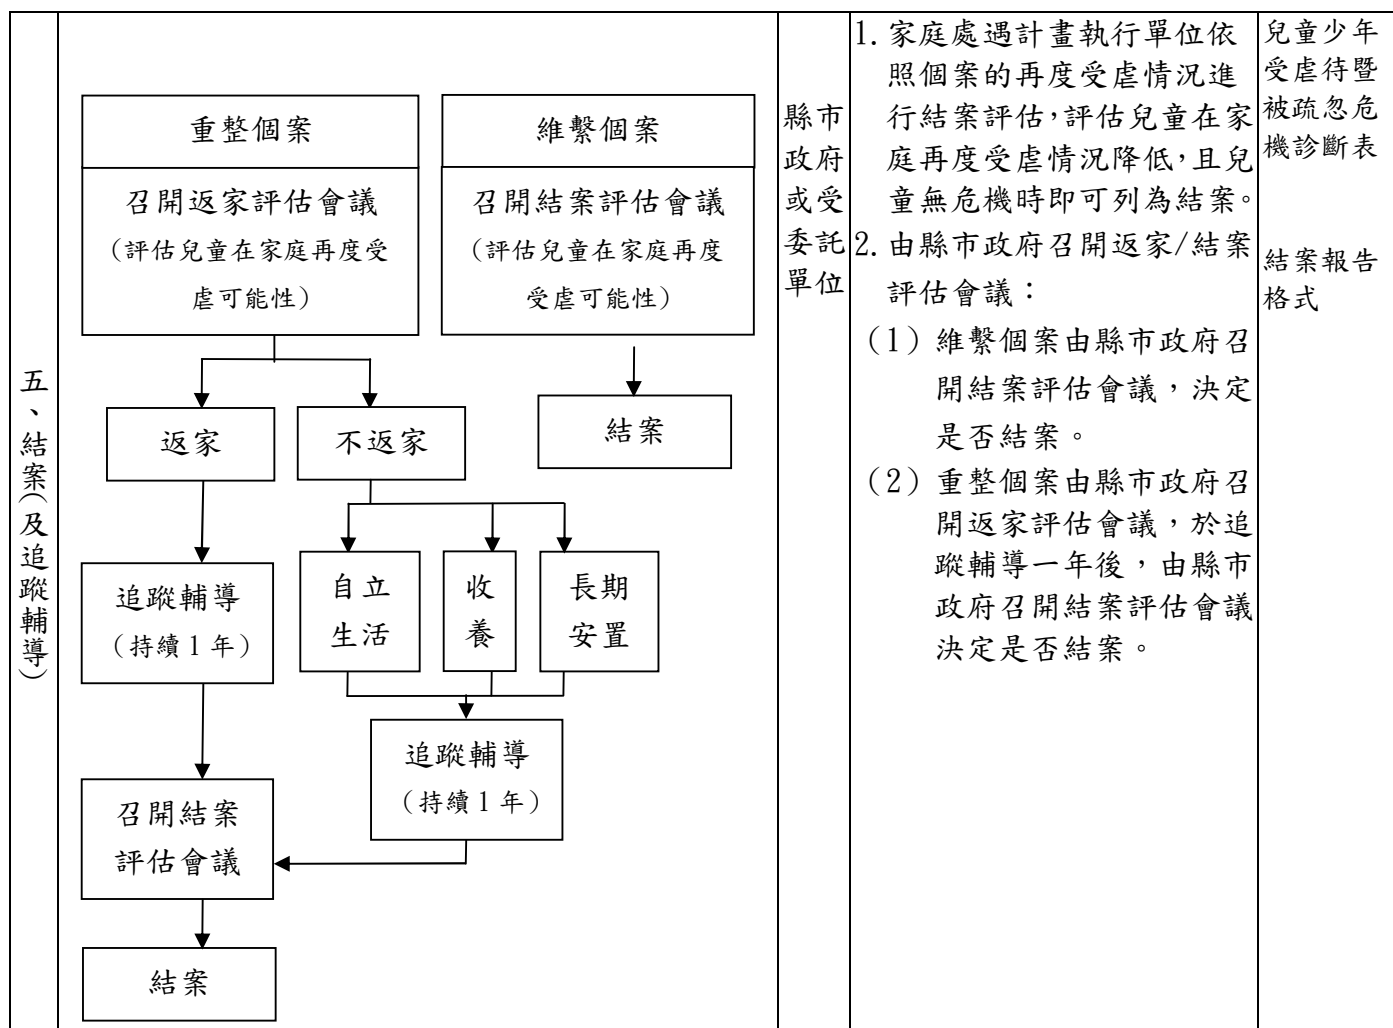 五、結案（及追蹤輔導）
重整個案
召開返家評估會議
（評估兒童在家庭再度受
虐可能性）
維繫個案
召開結案評估會議
（評估兒童在家庭再度
受虐可能性）
返家
不返家
結案
追蹤輔導
（持續1年）
自立
生活
收
養
長期
安置
追蹤輔導
（持續1年）
召開結案
評估會議
結案
縣市
政府
或受
委託
單位
1.家庭處遇計畫執行單位依
照個案的再度受虐情況進
行結案評估，評估兒童在家
庭再度受虐情況降低，且兒
童無危機時即可列為結案。
2.由縣市政府召開返家/結案
評估會議：
（1）維繫個案由縣市政府召
開結案評估會議，決定
是否結案。
（2）重整個案由縣市政府召
開返家評估會議，於追
蹤輔導一年後，由縣市
政府召開結案評估會議
決定是否結案。
兒童少年
受虐待暨
被疏忽危
機診斷表
結案報告
格式